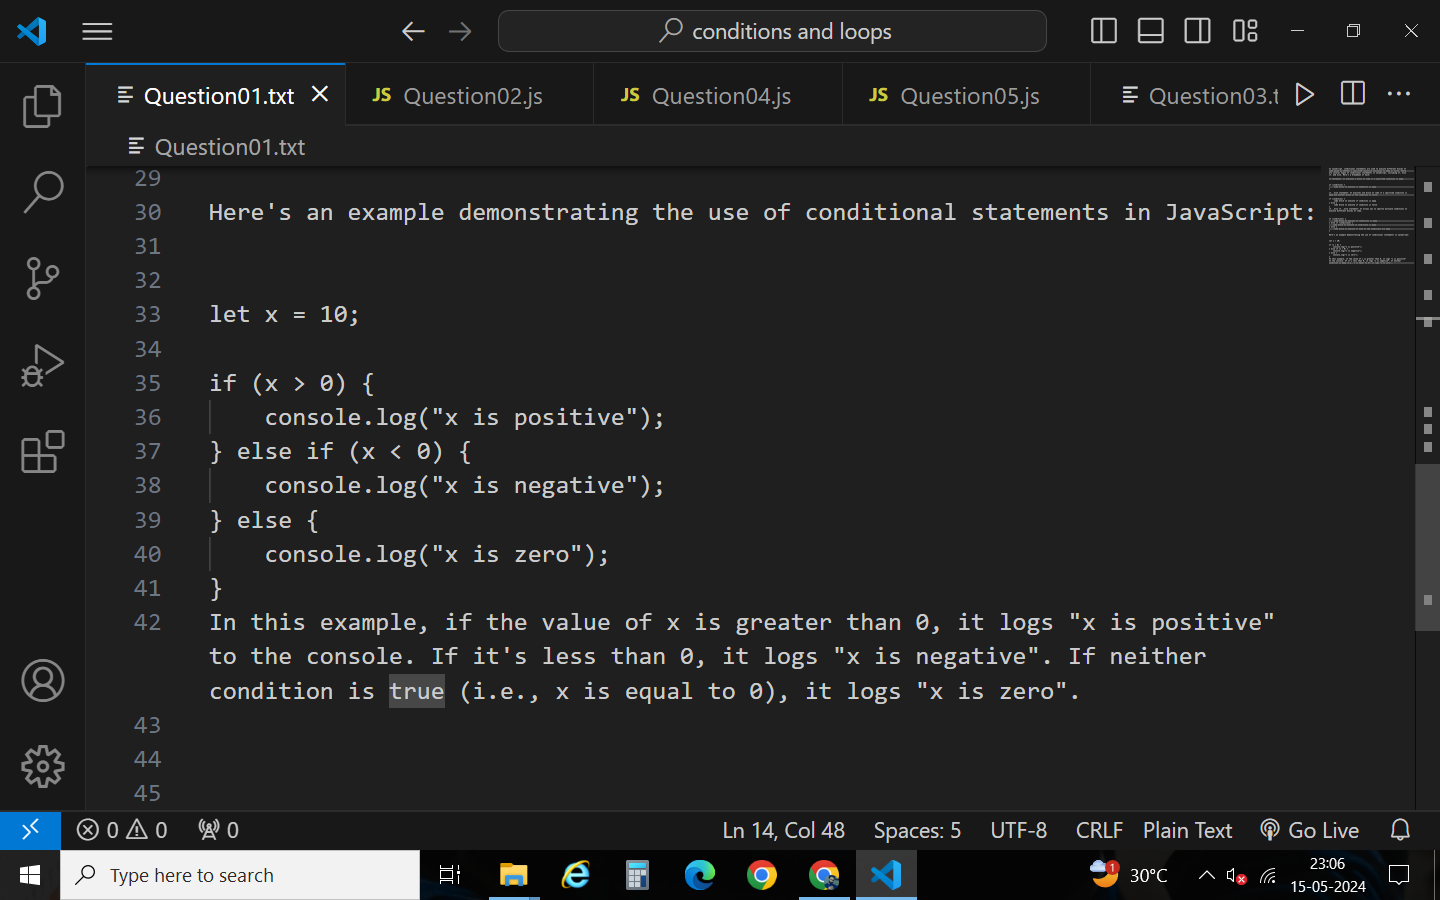 conditions and loops
Question01.txt
JS Question02.js
JS Question04.js
JS Question05.js
Question03.t
Question01.txt
29
30 Here's an example demonstrating the use of conditional statements in JavaScript:
31
32
33 let x = 10;
34
35 if (x > 0) {
36     console.log("x is positive");
37 } else if (x < 0) {
38     console.log("x is negative");
39 } else {
40     console.log("x is zero");
41 }
42 In this example, if the value of x is greater than 0, it logs "x is positive"
to the console. If it's less than 0, it logs "x is negative". If neither
condition is true (i.e., x is equal to 0), it logs "x is zero".
43
44
45
0 0 0 Ln 14, Col 48 Spaces: 5 UTF-8 CRLF Plain Text Go Live
Type here to search
1 30°C
23:06
15-05-2024